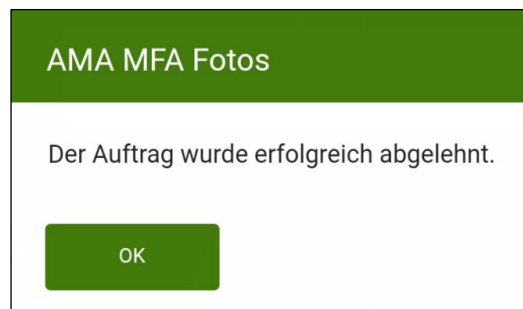 AMA MFA Fotos
Der Auftrag wurde erfolgreich abgelehnt.
OK